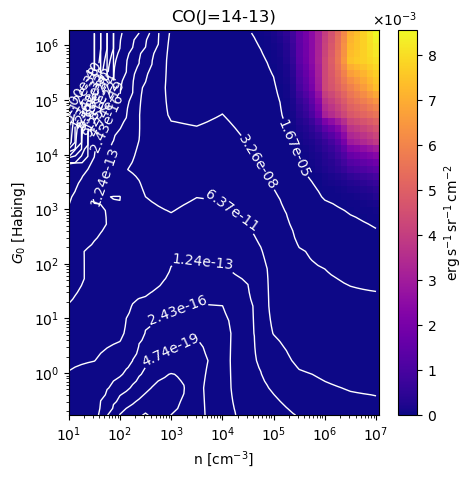 CO(J=14-13)
×10⁻³
10⁶
10⁵
10⁴
10³
10²
10¹
10⁰
G₀ [Habing]
2.43e-16
1.24e-13
1.67e-05
3.26e-08
6.37e-11
1.24e-13
2.43e-16
4.74e-19
10¹
10²
10³
10⁴
10⁵
10⁶
10⁷
n [cm⁻³]
8
7
6
5
4
3
2
1
0
erg s⁻¹ sr⁻¹ cm⁻²